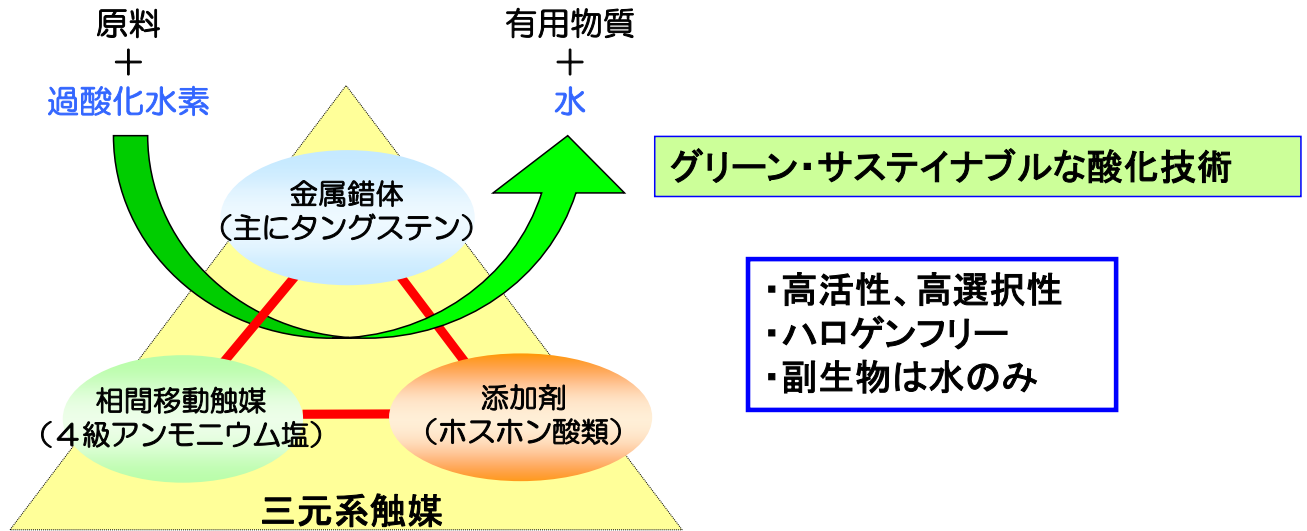 原料
＋
過酸化水素
有用物質
＋
水
金属錯体
（主にタングステン）
相間移動触媒
（４級アンモニウム塩）
添加剤
（ホスホン酸類）
三元系触媒
グリーン・サステイナブルな酸化技術
・高活性、高選択性
・ハロゲンフリー
・副生物は水のみ